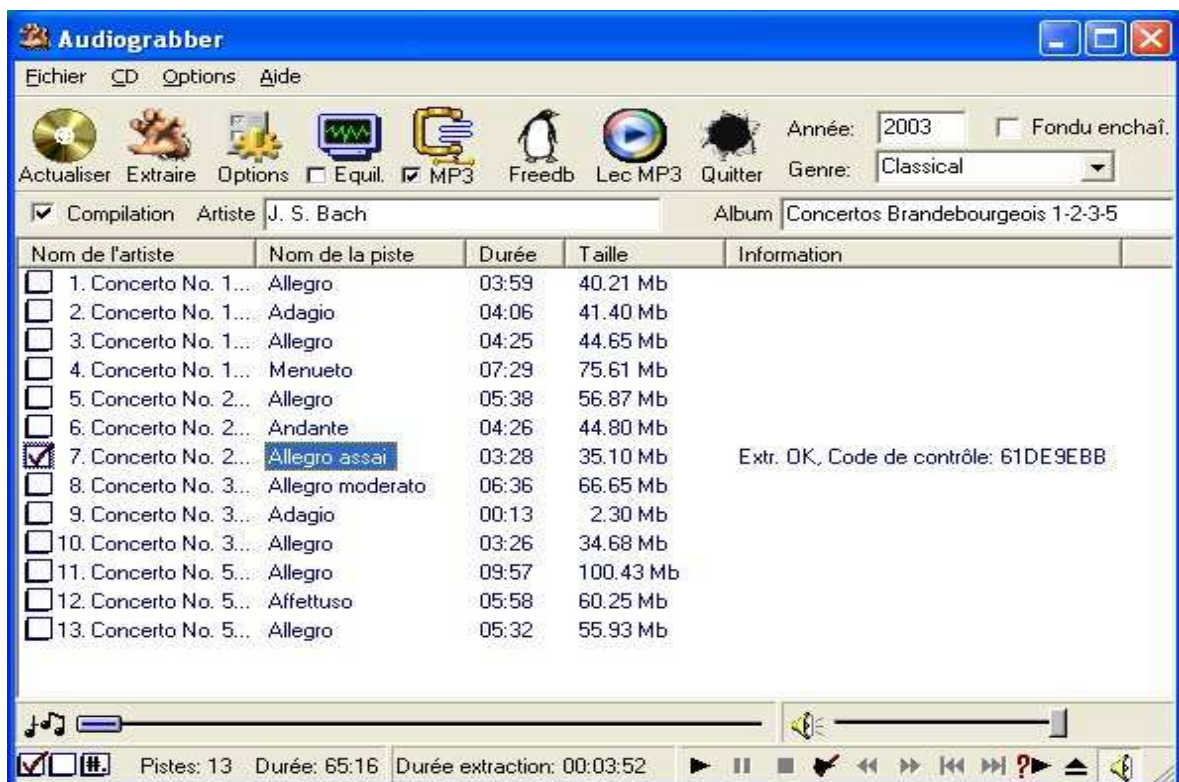 Audiograbber
Fichier CD Options Aide
Année: 2003 Fondu enchaî.
Actualiser Extraire Options Equil. MP3 Freedb Lec MP3 Quitter Genre: Classical
Compilation Artiste J. S. Bach Album Concertos Brandebourgeois 1-2-3-5
Nom de l'artiste Nom de la piste Durée Taille Information
1. Concerto No. 1... Allegro 03:59 40.21 Mb
2. Concerto No. 1... Adagio 04:06 41.40 Mb
3. Concerto No. 1... Allegro 04:25 44.65 Mb
4. Concerto No. 1... Menueto 07:29 75.61 Mb
5. Concerto No. 2... Allegro 05:38 56.87 Mb
6. Concerto No. 2... Andante 04:26 44.80 Mb
7. Concerto No. 2... Allegro assai 03:28 35.10 Mb Extr. OK, Code de contrôle: 61DE9EBB
8. Concerto No. 3... Allegro moderato 06:36 66.65 Mb
9. Concerto No. 3... Adagio 00:13 2.30 Mb
10. Concerto No. 3... Allegro 03:26 34.68 Mb
11. Concerto No. 5... Allegro 09:57 100.43 Mb
12. Concerto No. 5... Affettuso 05:58 60.25 Mb
13. Concerto No. 5... Allegro 05:32 55.93 Mb
#. Pistes: 13 Durée: 65:16 Durée extraction: 00:03:52 ?